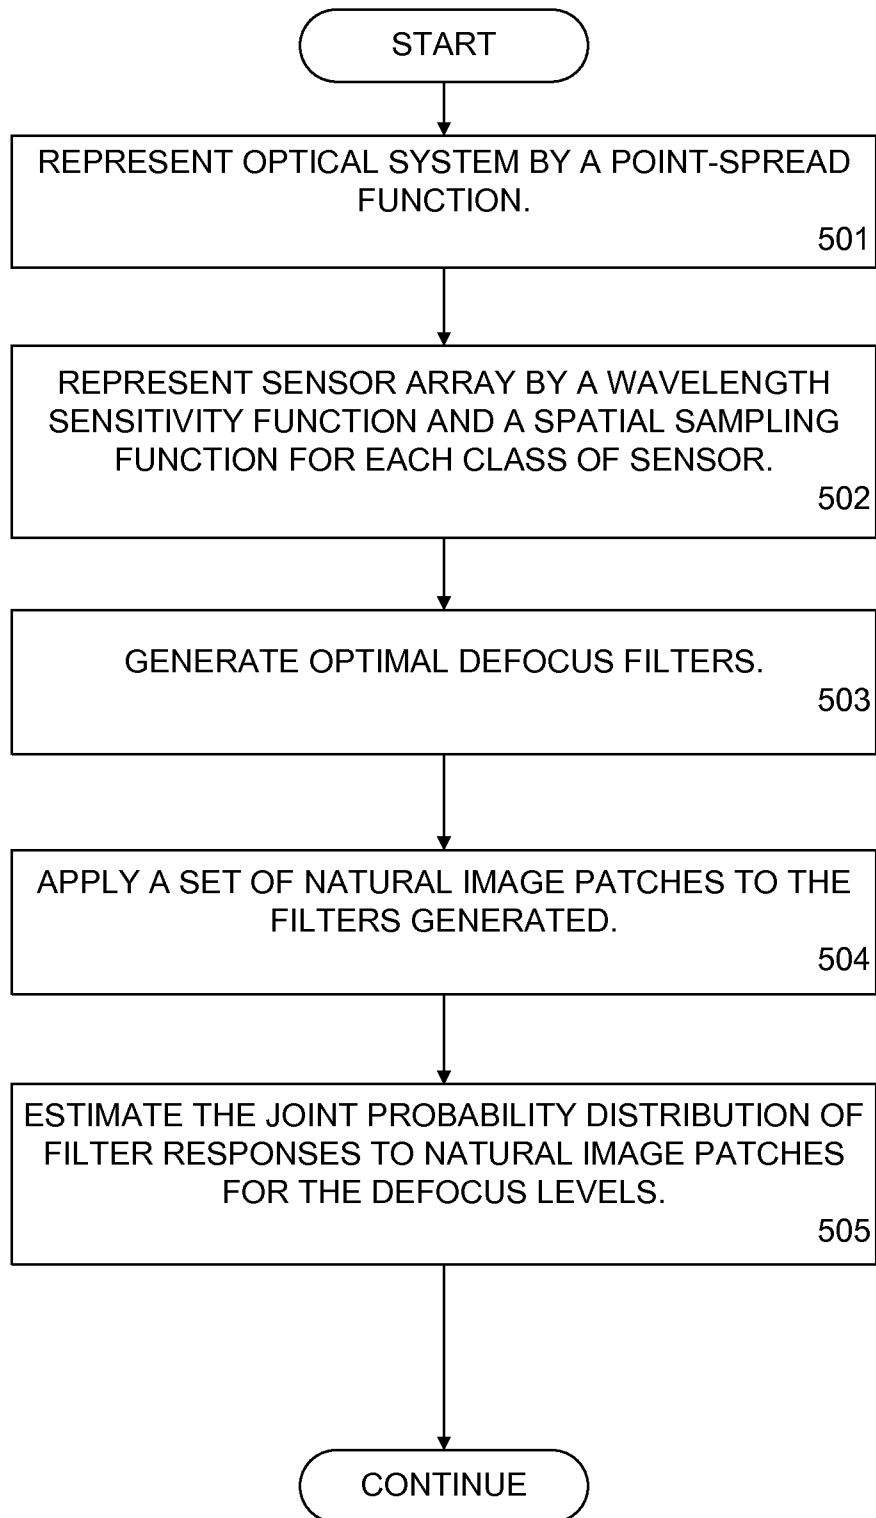 START
REPRESENT OPTICAL SYSTEM BY A POINT-SPREAD
FUNCTION.
501
REPRESENT SENSOR ARRAY BY A WAVELENGTH
SENSITIVITY FUNCTION AND A SPATIAL SAMPLING
FUNCTION FOR EACH CLASS OF SENSOR.
502
GENERATE OPTIMAL DEFOCUS FILTERS.
503
APPLY A SET OF NATURAL IMAGE PATCHES TO THE
FILTERS GENERATED.
504
ESTIMATE THE JOINT PROBABILITY DISTRIBUTION OF
FILTER RESPONSES TO NATURAL IMAGE PATCHES
FOR THE DEFOCUS LEVELS.
505
CONTINUE